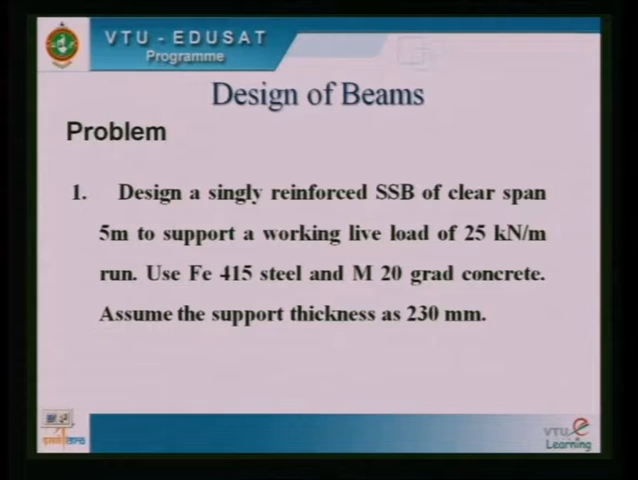 VTU - EDUSAT
Programme
Design of Beams
Problem
1. Design a singly reinforced SSB of clear span
5m to support a working live load of 25 kN/m
run. Use Fe 415 steel and M 20 grad concrete.
Assume the support thickness as 230 mm.
VTU e
Learning